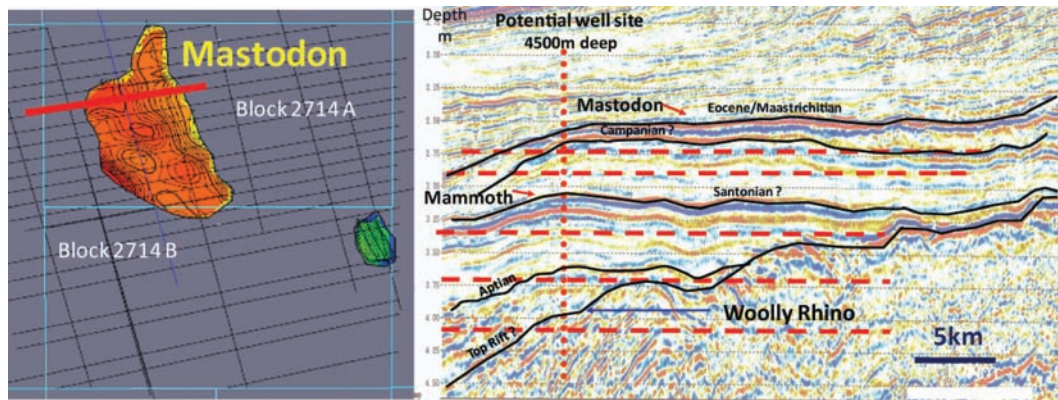 Mastodon
Block 2714 A
Block 2714 B
Depth
m
Potential well site
4500m deep
Mastodon
Eocene/Maastrichitian
Campanian ?
Mammoth
Santonian ?
Aptian
Woolly Rhino
Top Rift ?
5km